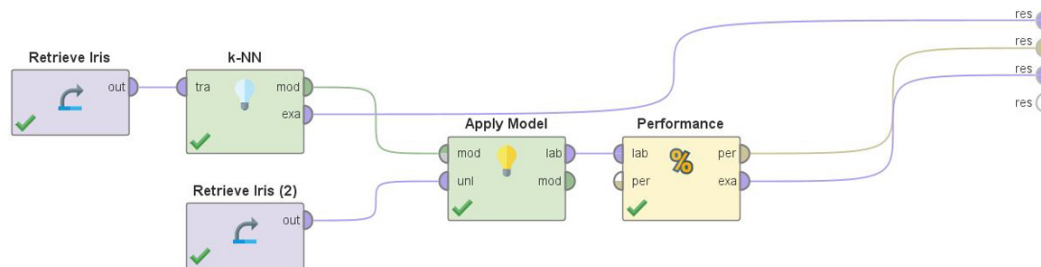 res
Retrieve Iris
k-NN
res
out
tra
mod
res
exa
res
Apply Model
Performance
mod
lab
lab
per
unl
mod
per
exa
Retrieve Iris (2)
out
%